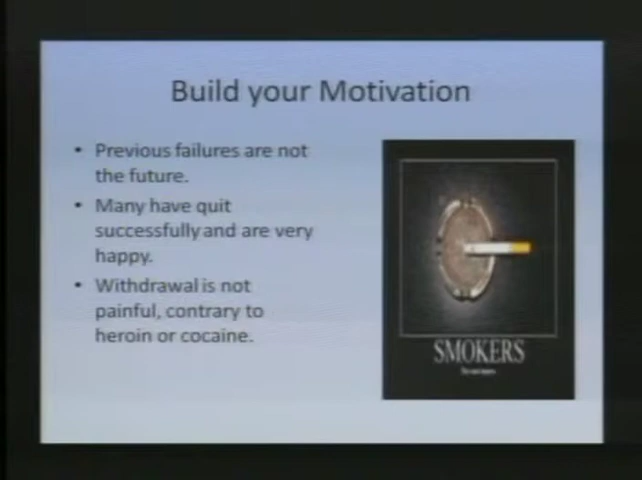 Build your Motivation
• Previous failures are not
the future.
• Many have quit
successfully and are very
happy.
• Withdrawal is not
painful, contrary to
heroin or cocaine.
SMOKERS